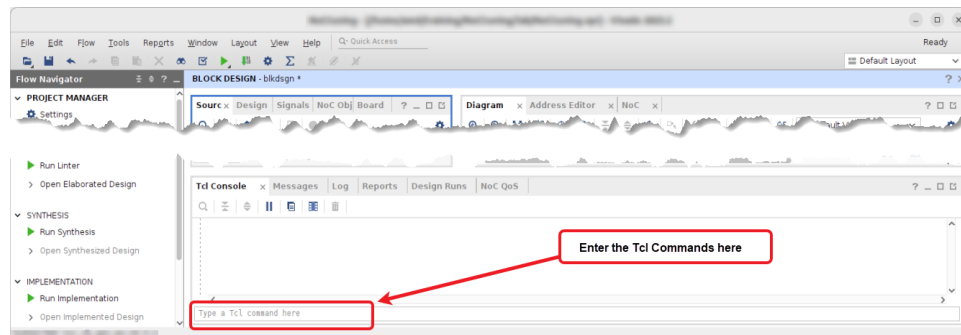 File Edit Flow Tools Reports Window Layout View Help Q- Quick Access Ready
Default Layout
Flow Navigator ? BLOCK DESIGN - blkdsgn * ?
PROJECT MANAGER
Settings
Sourc x Design Signals NoC Obj Board ? Diagram x Address Editor x NoC x ?
Run Linter
Open Elaborated Design
Tcl Console x Messages Log Reports Design Runs NoC QoS ?
SYNTHESIS
Run Synthesis
Open Synthesized Design
Enter the Tcl Commands here
IMPLEMENTATION
Run Implementation
Type a Tcl command here
Open Implemented Design